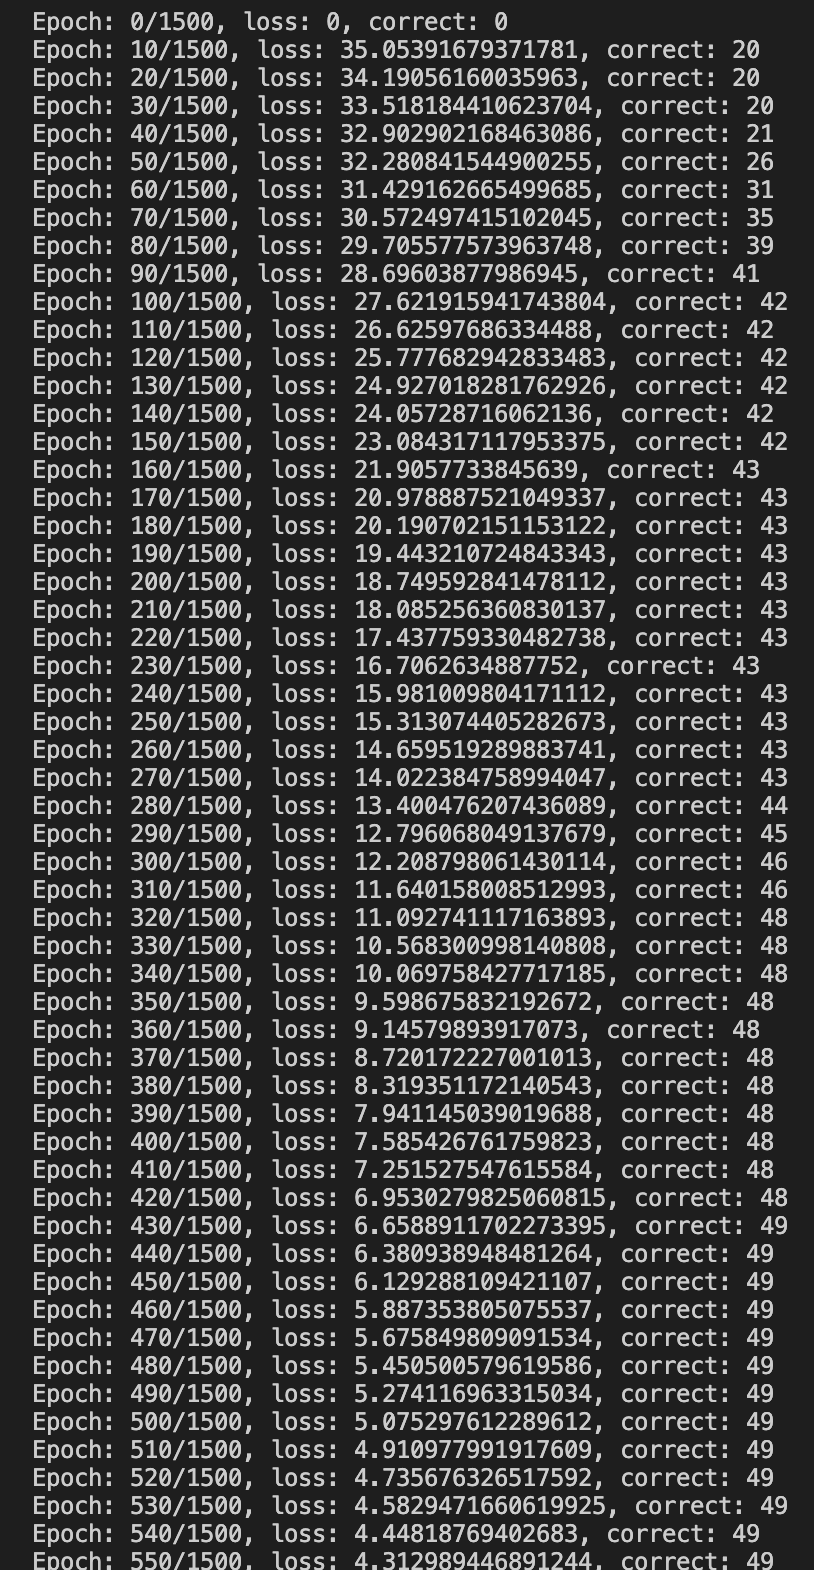 Epoch: 0/1500, loss: 0, correct: 0
Epoch: 10/1500, loss: 35.05391679371781, correct: 20
Epoch: 20/1500, loss: 34.19056160035963, correct: 20
Epoch: 30/1500, loss: 33.518184410623704, correct: 20
Epoch: 40/1500, loss: 32.902902168463086, correct: 21
Epoch: 50/1500, loss: 32.280841544900255, correct: 26
Epoch: 60/1500, loss: 31.429162665499685, correct: 31
Epoch: 70/1500, loss: 30.572497415102045, correct: 35
Epoch: 80/1500, loss: 29.705577573963748, correct: 39
Epoch: 90/1500, loss: 28.69603877986945, correct: 41
Epoch: 100/1500, loss: 27.621915941743804, correct: 42
Epoch: 110/1500, loss: 26.62597686334488, correct: 42
Epoch: 120/1500, loss: 25.777682942833483, correct: 42
Epoch: 130/1500, loss: 24.927018281762926, correct: 42
Epoch: 140/1500, loss: 24.05728716062136, correct: 42
Epoch: 150/1500, loss: 23.084317117953375, correct: 42
Epoch: 160/1500, loss: 21.9057733845639, correct: 43
Epoch: 170/1500, loss: 20.978887521049337, correct: 43
Epoch: 180/1500, loss: 20.190702151153122, correct: 43
Epoch: 190/1500, loss: 19.443210724843343, correct: 43
Epoch: 200/1500, loss: 18.749592841478112, correct: 43
Epoch: 210/1500, loss: 18.085256360830137, correct: 43
Epoch: 220/1500, loss: 17.437759330482738, correct: 43
Epoch: 230/1500, loss: 16.7062634887752, correct: 43
Epoch: 240/1500, loss: 15.981009804171112, correct: 43
Epoch: 250/1500, loss: 15.313074405282673, correct: 43
Epoch: 260/1500, loss: 14.659519289883741, correct: 43
Epoch: 270/1500, loss: 14.022384758994047, correct: 43
Epoch: 280/1500, loss: 13.400476207436089, correct: 44
Epoch: 290/1500, loss: 12.796068049137679, correct: 45
Epoch: 300/1500, loss: 12.208798061430114, correct: 46
Epoch: 310/1500, loss: 11.640158008512993, correct: 46
Epoch: 320/1500, loss: 11.092741117163893, correct: 48
Epoch: 330/1500, loss: 10.568300998140808, correct: 48
Epoch: 340/1500, loss: 10.069758427717185, correct: 48
Epoch: 350/1500, loss: 9.598675832192672, correct: 48
Epoch: 360/1500, loss: 9.14579893917073, correct: 48
Epoch: 370/1500, loss: 8.720172227001013, correct: 48
Epoch: 380/1500, loss: 8.319351172140543, correct: 48
Epoch: 390/1500, loss: 7.941145039019688, correct: 48
Epoch: 400/1500, loss: 7.585426761759823, correct: 48
Epoch: 410/1500, loss: 7.251527547615584, correct: 48
Epoch: 420/1500, loss: 6.9530279825060815, correct: 48
Epoch: 430/1500, loss: 6.6588911702273395, correct: 49
Epoch: 440/1500, loss: 6.380938948481264, correct: 49
Epoch: 450/1500, loss: 6.129288109421107, correct: 49
Epoch: 460/1500, loss: 5.887353805075537, correct: 49
Epoch: 470/1500, loss: 5.675849809091534, correct: 49
Epoch: 480/1500, loss: 5.450500579619586, correct: 49
Epoch: 490/1500, loss: 5.274116963315034, correct: 49
Epoch: 500/1500, loss: 5.075297612289612, correct: 49
Epoch: 510/1500, loss: 4.910977991917609, correct: 49
Epoch: 520/1500, loss: 4.735676326517592, correct: 49
Epoch: 530/1500, loss: 4.5829471660619925, correct: 49
Epoch: 540/1500, loss: 4.44818769402683, correct: 49
Epoch: 550/1500, loss: 4.312989446891244, correct: 49